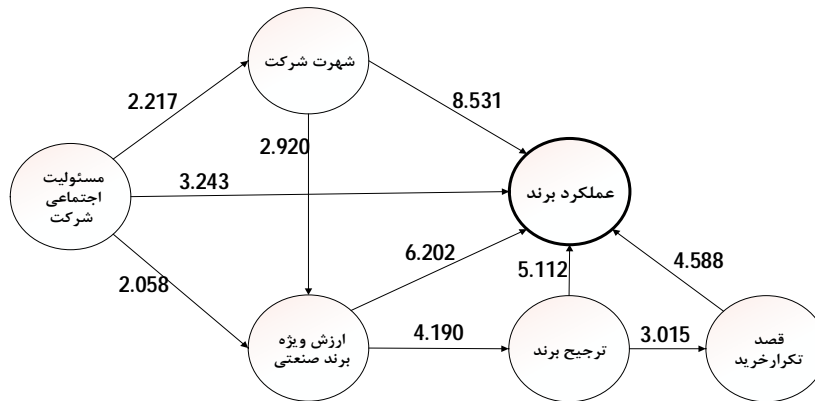 شهرت شرکت
2.217
8.531
2.920
مسئولیت
اجتماعی
شرکت
3.243
عملکرد برند
6.202
5.112
4.588
2.058
ارزش ویژه
برند صنعتی
4.190
ترجیح برند
3.015
قصد
تکرارخرید